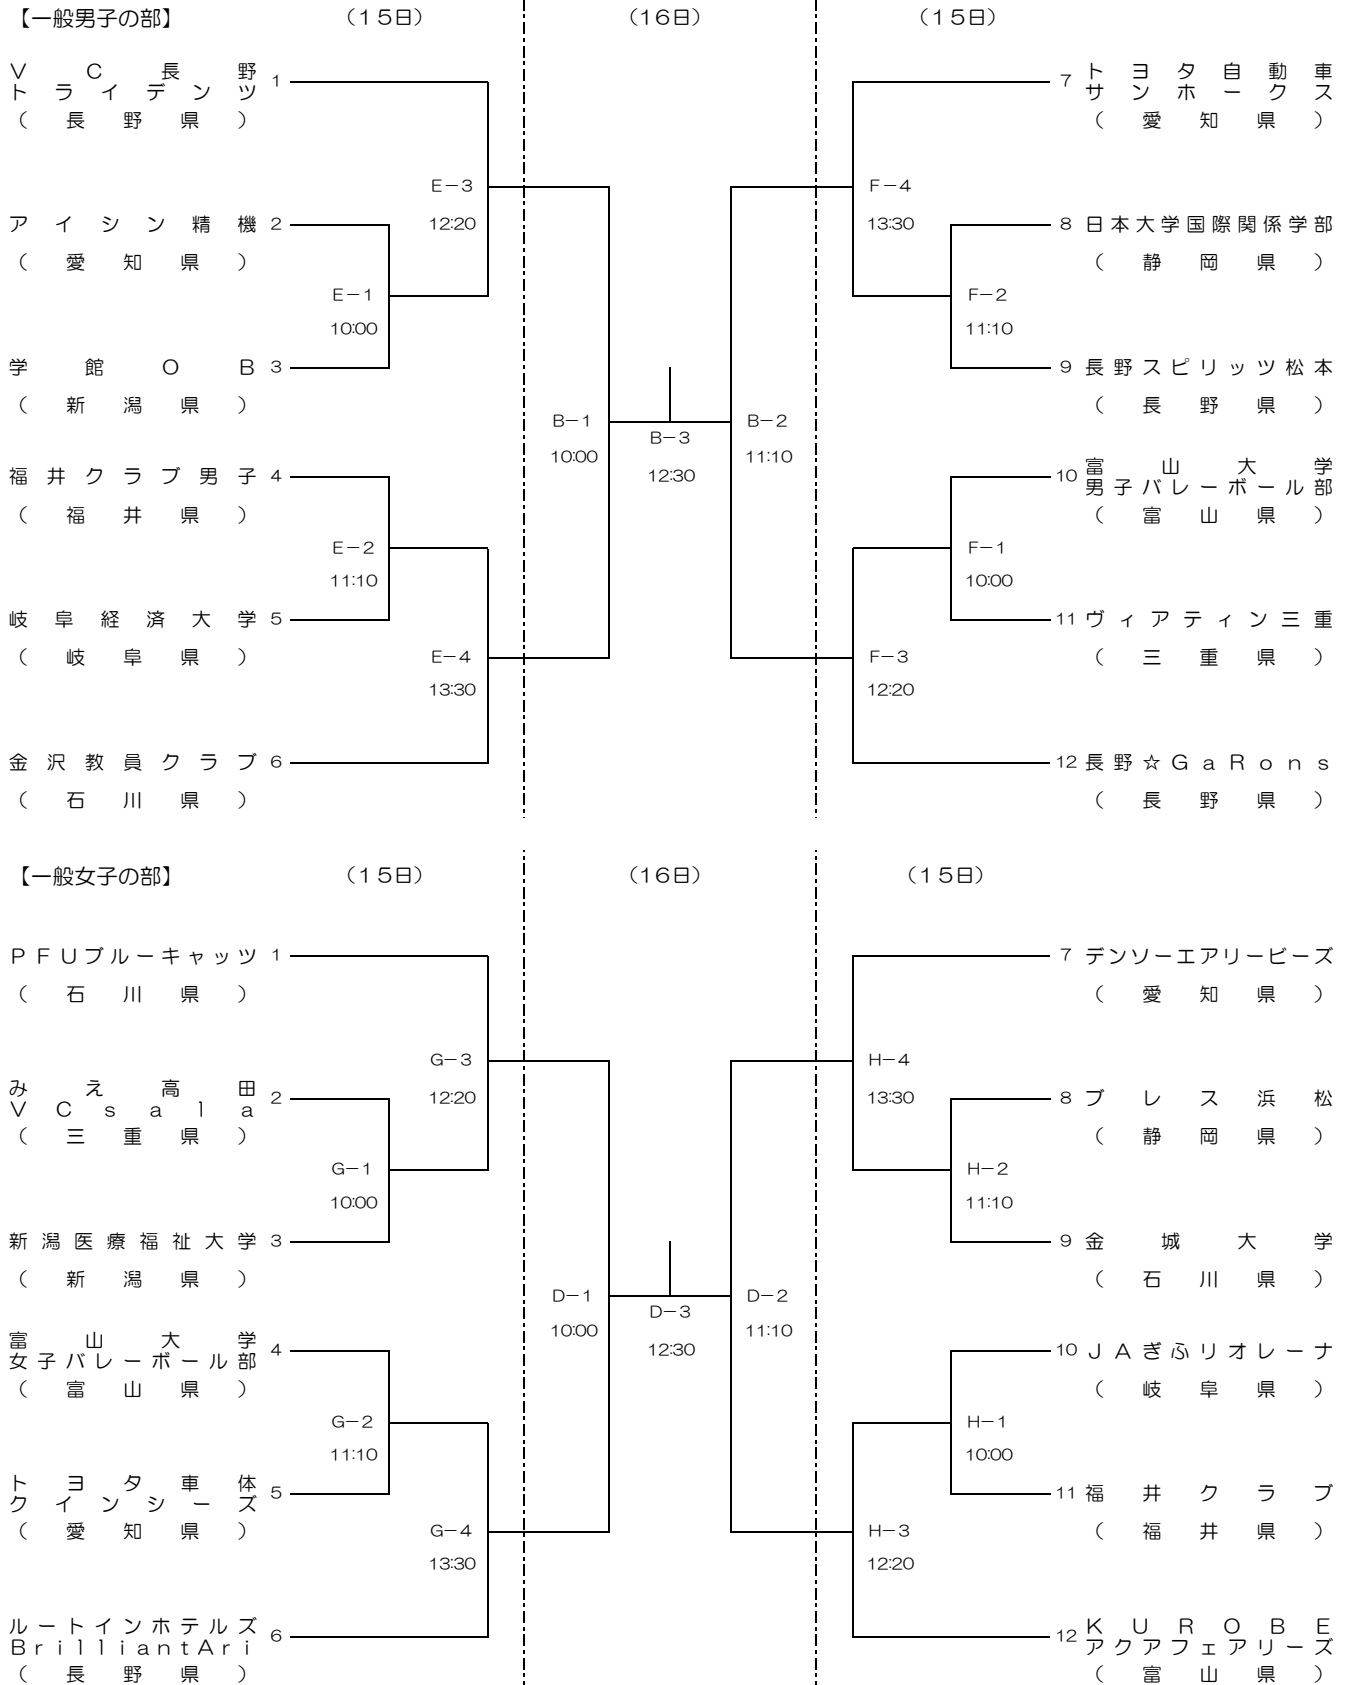 【一般男子の部】 （１５日） （１６日） （１５日）
ＶＣ長野
トライデンツ
（長野県）
1
アイシン精機 2
（愛知県）
学館ＯＢ 3
（新潟県）
福井クラブ男子 4
（福井県）
岐阜経済大学 5
（岐阜県）
金沢教員クラブ 6
（石川県）
E－3
12:20
E－1
10:00
E－2
11:10
E－4
13:30
B－1
10:00
B－3
12:30
B－2
11:10
F－4
13:30
F－2
11:10
F－1
10:00
F－3
12:20
7 トヨタ自動車
サンホークス
（愛知県）
8 日本大学国際関係学部
（静岡県）
9 長野スピリッツ松本
（長野県）
10 富山大学
男子バレーボール部
（富山県）
11 ヴィアティン三重
（三重県）
12 長野☆ＧａＲｏｎｓ
（長野県）
【一般女子の部】 （１５日） （１６日） （１５日）
ＰＦＵブルーキャッツ 1
（石川県）
みえ高田
ＶＣｓａｌａ
（三重県）
2
新潟医療福祉大学 3
（新潟県）
富山大学
女子バレーボール部
（富山県）
4
トヨタ車体
クインシーズ
（愛知県）
5
ルートインホテルズ
ＢｒｉｌｌｉａｎｔＡｒｉ
（長野県）
6
G－3
12:20
G－1
10:00
G－2
11:10
G－4
13:30
D－1
10:00
D－3
12:30
D－2
11:10
H－4
13:30
H－2
11:10
H－1
10:00
H－3
12:20
7 デンソーエアリービーズ
（愛知県）
8 ブレス浜松
（静岡県）
9 金城大学
（石川県）
10 ＪＡぎふリオレーナ
（岐阜県）
11 福井クラブ
（福井県）
12 ＫＵＲＯＢＥ
アクアフェアリーズ
（富山県）